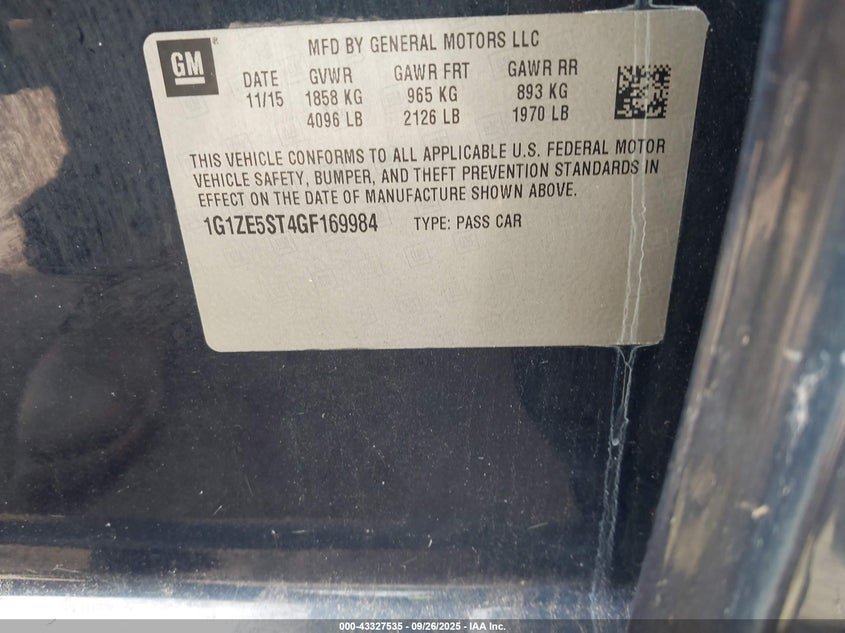 GM
MFD BY GENERAL MOTORS LLC
DATE GVWR GAWR FRT GAWR RR
11/15 1858 KG 965 KG 893 KG
4096 LB 2126 LB 1970 LB
THIS VEHICLE CONFORMS TO ALL APPLICABLE U.S. FEDERAL MOTOR
VEHICLE SAFETY, BUMPER, AND THEFT PREVENTION STANDARDS IN
EFFECT ON THE DATE OF MANUFACTURE SHOWN ABOVE.
1G1ZE5ST4GF169984 TYPE: PASS CAR
000-43327535 - 09/26/2025 - IAA Inc.